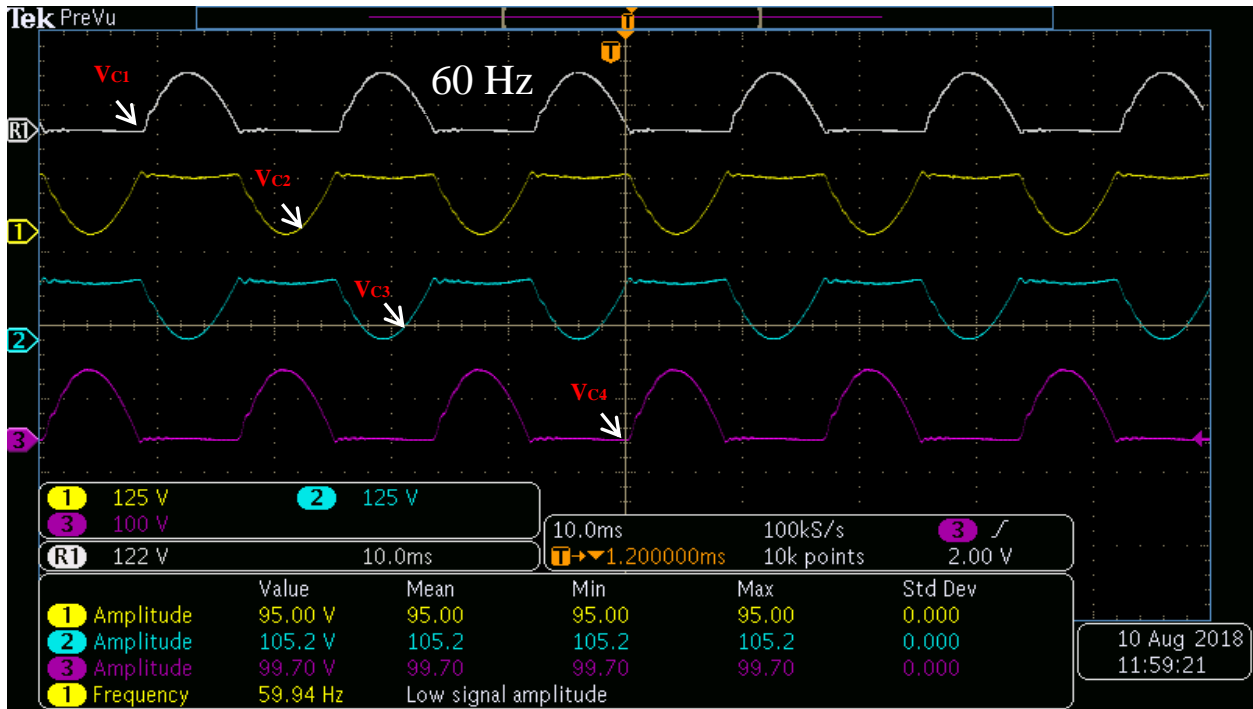 Tek PreVu
T
T
VC1
60 Hz
R1
VC2
1
VC3
2
VC4
3
1 125 V 2 125 V
3 100 V
R1 122 V 10.0ms
10.0ms 100kS/s 3 /
T→▼1.200000ms 10k points 2.00 V
Value Mean Min Max Std Dev
1 Amplitude 95.00 V 95.00 95.00 95.00 0.000
2 Amplitude 105.2 V 105.2 105.2 105.2 0.000
3 Amplitude 99.70 V 99.70 99.70 99.70 0.000
1 Frequency 59.94 Hz Low signal amplitude
10 Aug 2018
11:59:21